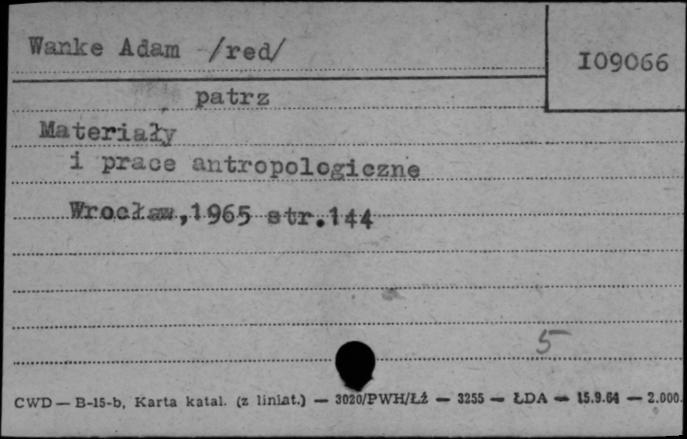 Wanke Adam /red/
I09066
patrz
Materiały
i prace antropologiczne
Wrocław,1965 str.144
5
CWD — B-15-b, Karta katal. (z liniat.) — 3020/PWH/Łź — 3255 — ŁDA — 15.9.64 — 2.000.